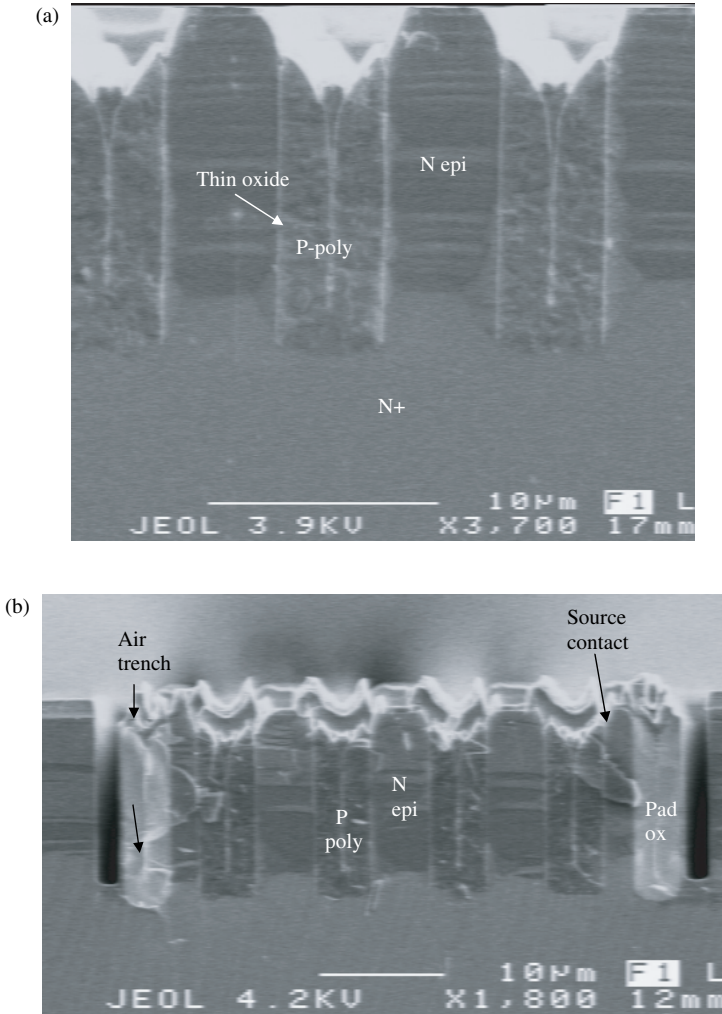 (a)
N epi
Thin oxide
P-poly
N+
10μm F1 L
JEOL 3.9KV X3,700 17mm
(b)
Air
trench
Source
contact
N
epi
P
poly
Pad
ox
10μm F1 L
JEOL 4.2KV X1,800 12mm